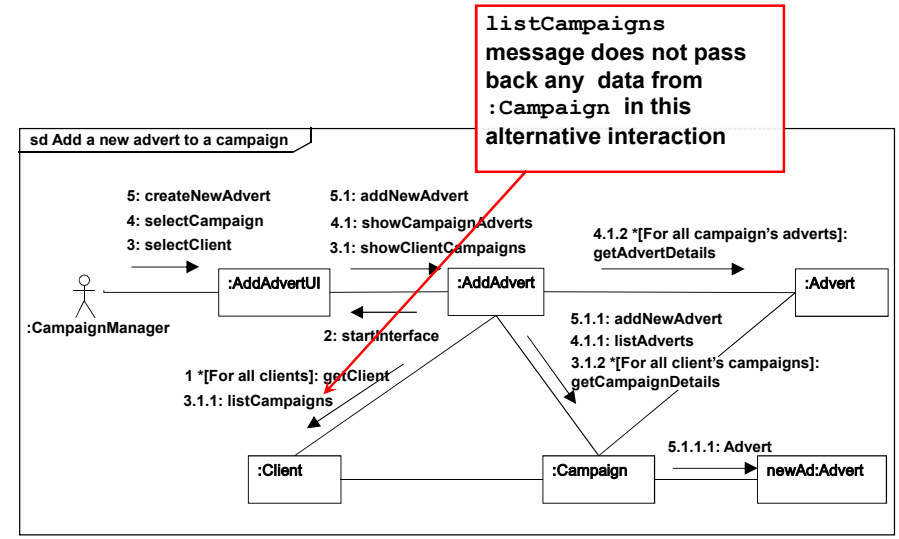 listCampaigns
message does not pass
back any data from
:Campaign in this
alternative interaction
sd Add a new advert to a campaign
5: createNewAdvert
4: selectCampaign
3: selectClient
5.1: addNewAdvert
4.1: showCampaignAdverts
3.1: showClientCampaigns
4.1.2 *[For all campaign's adverts]:
getAdvertDetails
:AddAdvertUI
:AddAdvert
:Advert
:CampaignManager
2: startInterface
5.1.1: addNewAdvert
4.1.1: listAdverts
3.1.2 *[For all client's campaigns]:
getCampaignDetails
1 *[For all clients]: getClient
3.1.1: listCampaigns
5.1.1.1: Advert
:Client
:Campaign
newAd:Advert